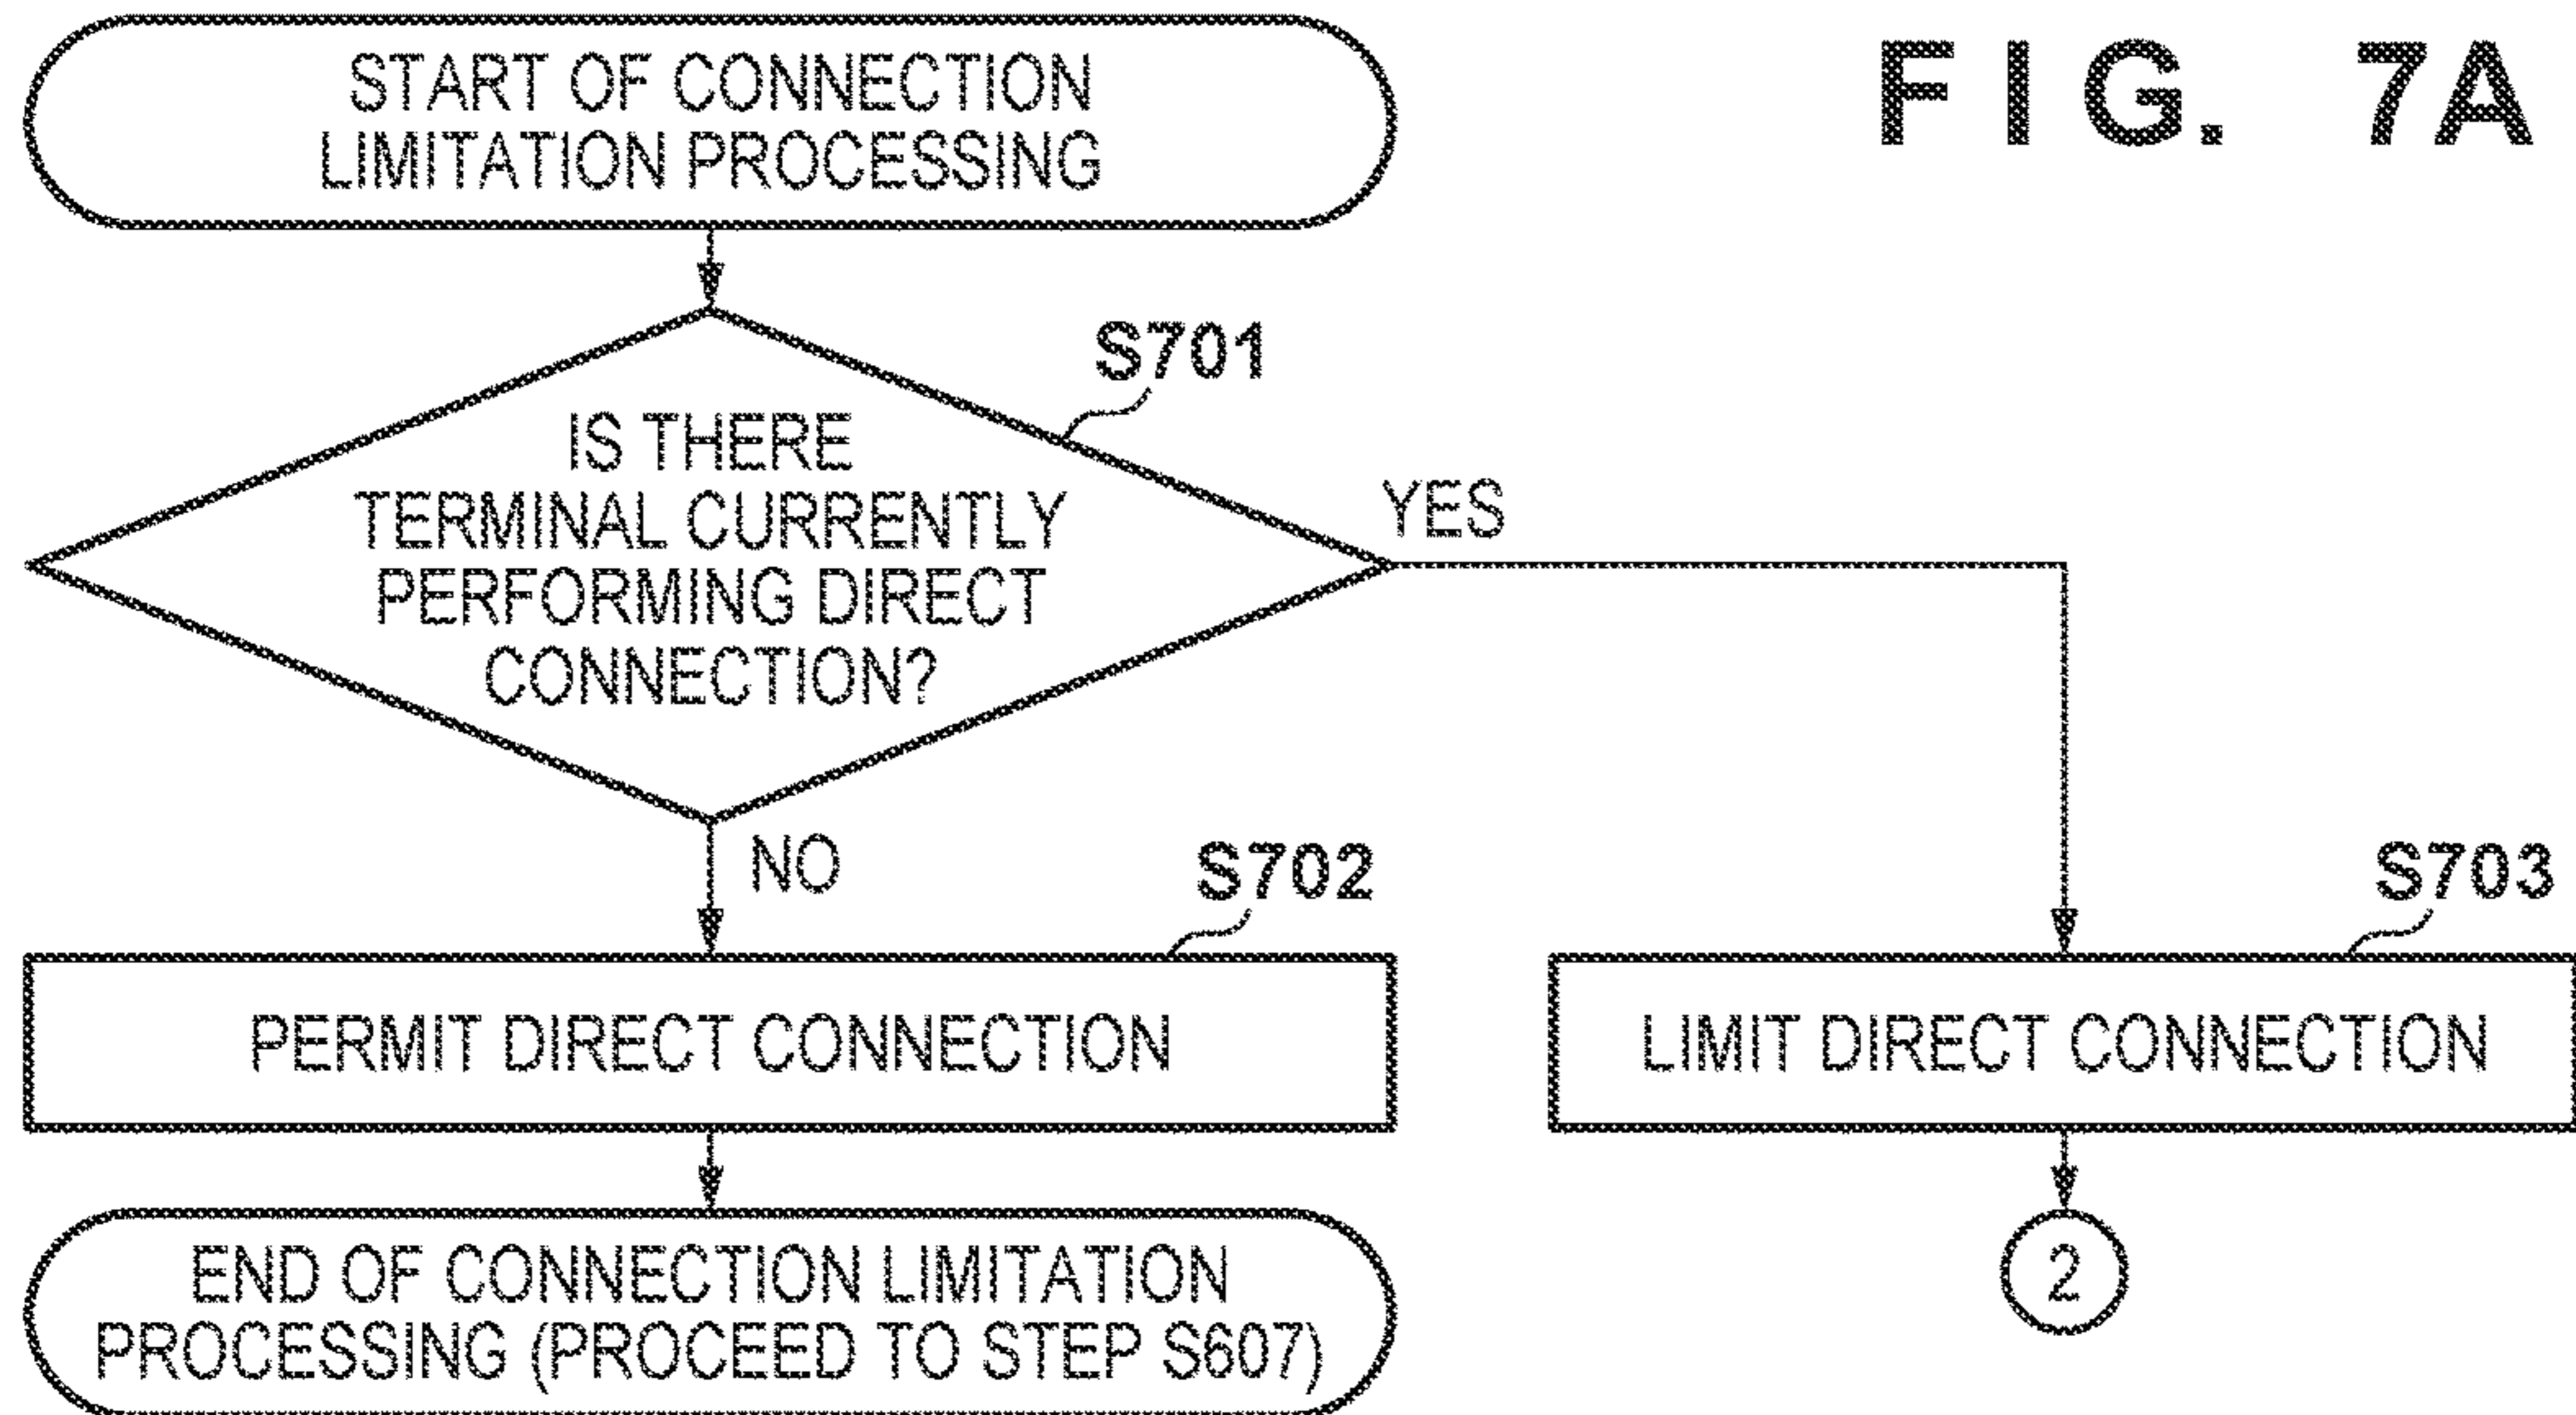 FIG. 7A
START OF CONNECTION
LIMITATION PROCESSING
S701
IS THERE
TERMINAL CURRENTLY
PERFORMING DIRECT
CONNECTION?
YES
NO
S702
PERMIT DIRECT CONNECTION
S703
LIMIT DIRECT CONNECTION
END OF CONNECTION LIMITATION
PROCESSING (PROCEED TO STEP S607)
2